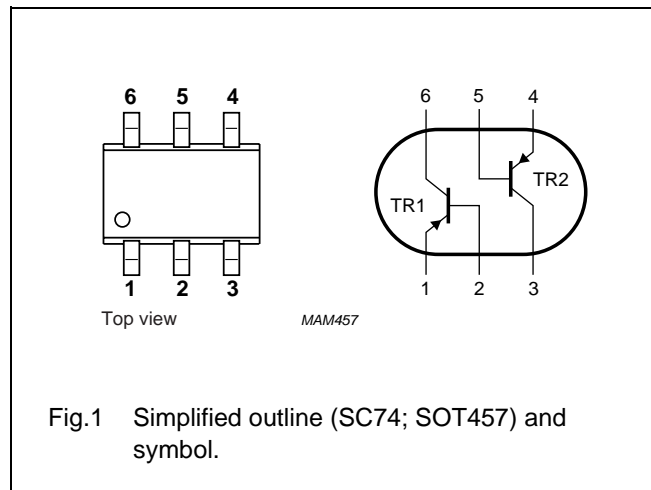 6 5 4
6 5 4
TR1
TR2
1 2 3
1 2 3
Top view
MAM457
Fig.1 Simplified outline (SC74; SOT457) and
symbol.